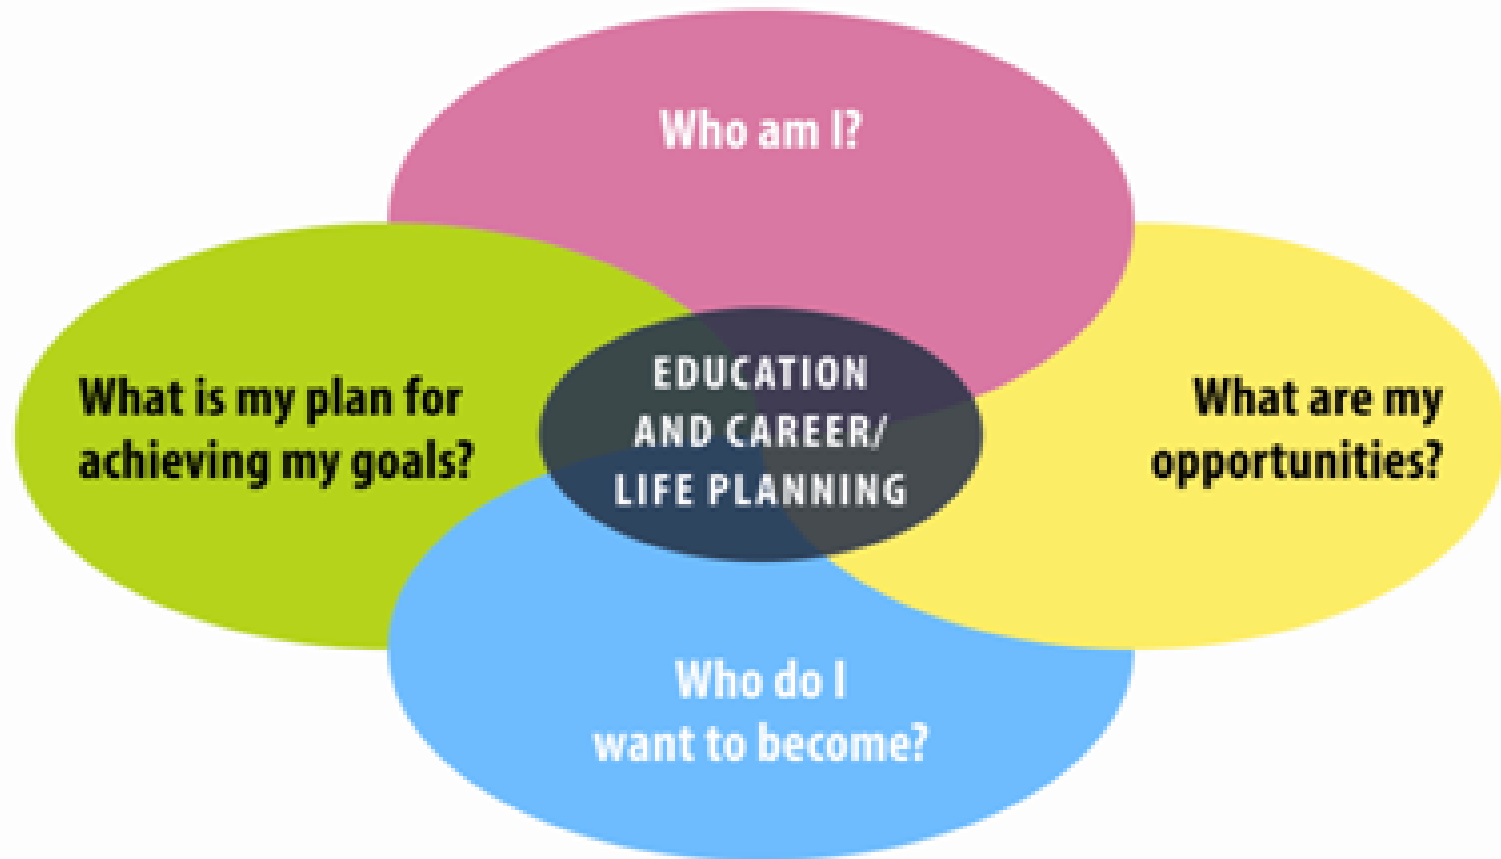 Who am I?
What is my plan for
achieving my goals?
EDUCATION
AND CAREER/
LIFE PLANNING
What are my
opportunities?
Who do I
want to become?